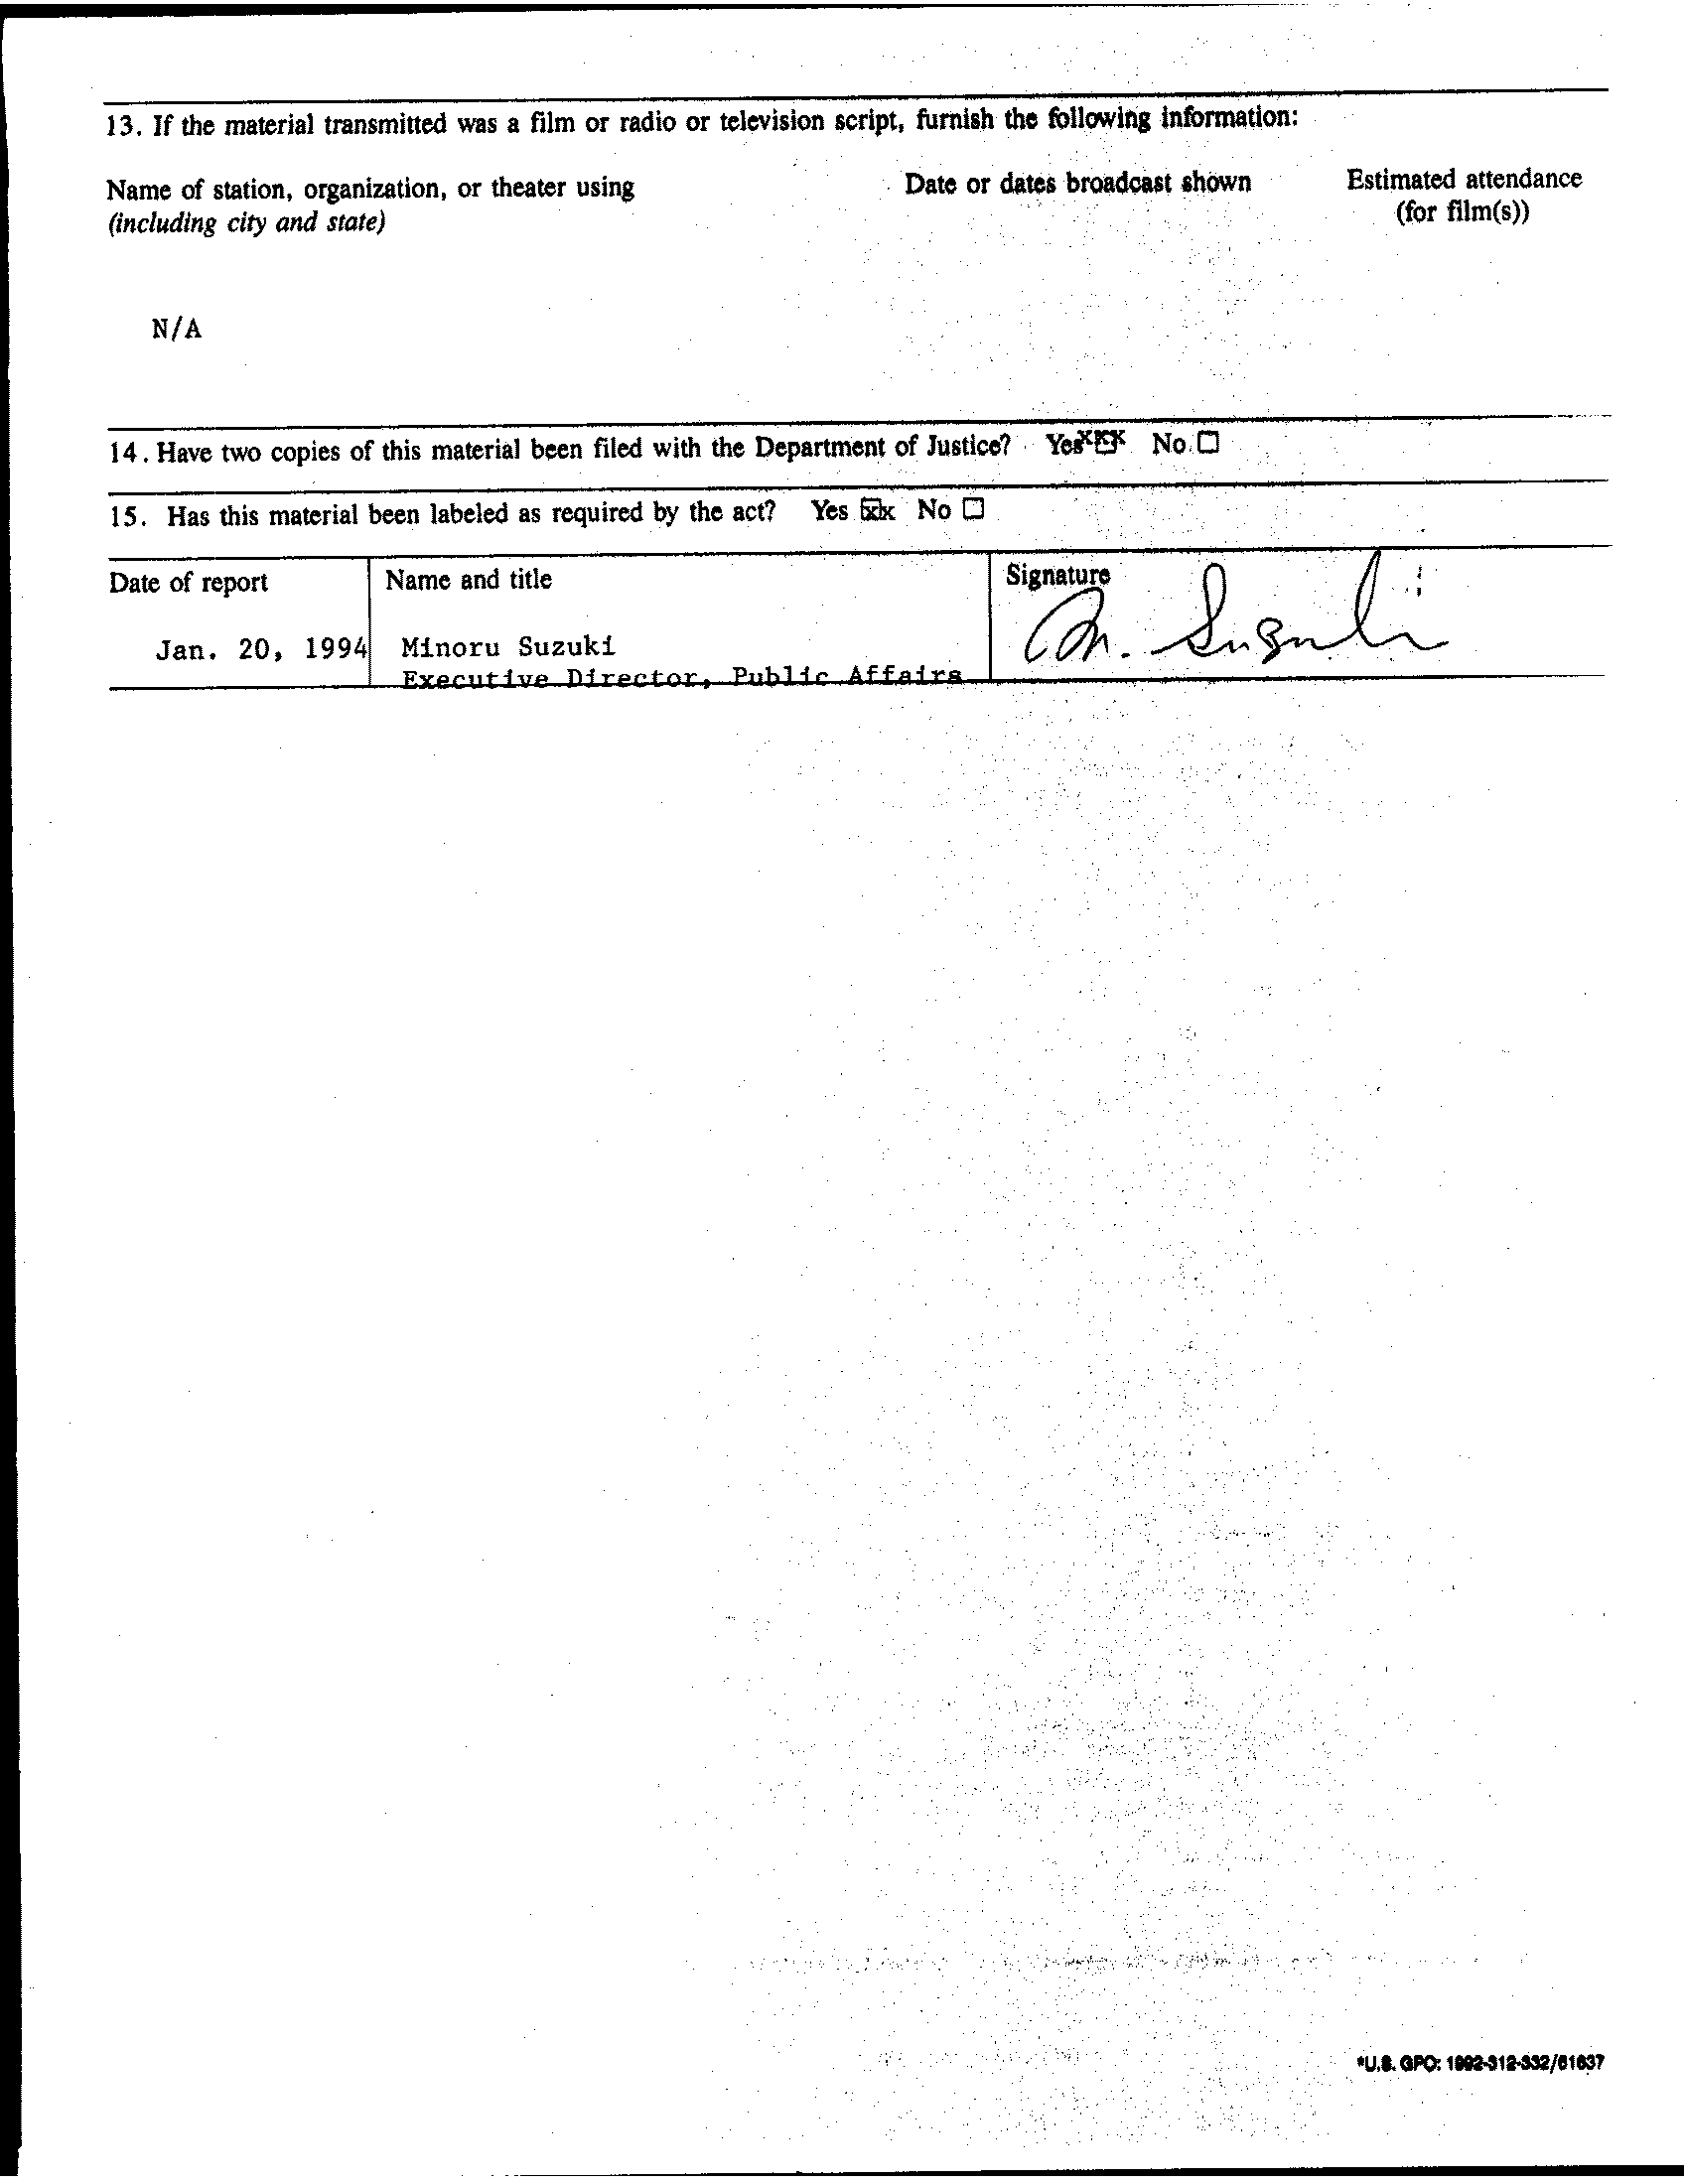 13. If the material transmitted was a film or radio or television script, furnish the following information:
Name of station, organization, or theater using
(including city and state)
Date or dates broadcast shown
Estimated attendance
(for film(s))
N/A
14. Have two copies of this material been filed with the Department of Justice? Yes xxx No ☐
15. Has this material been labeled as required by the act? Yes ☒x No ☐
Date of report
Jan. 20, 1994
Name and title
Minoru Suzuki
Executive Director, Public Affairs
Signature
M. Suzuki
*U.S. GPO: 1992-312-332/61637